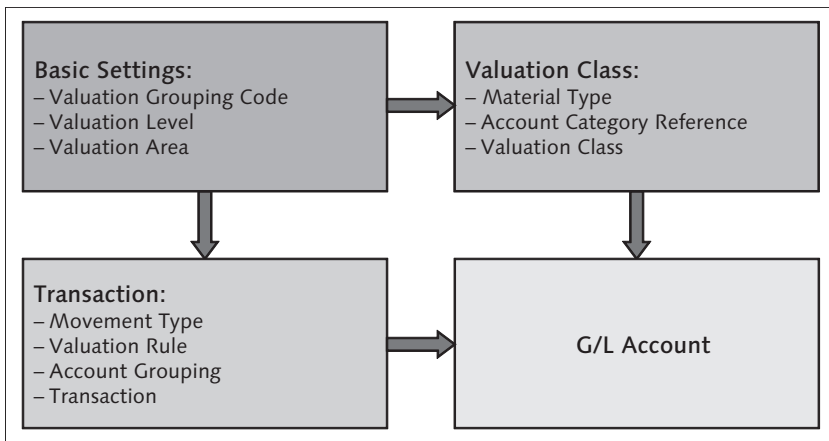 Basic Settings:
– Valuation Grouping Code
– Valuation Level
– Valuation Area
Valuation Class:
– Material Type
– Account Category Reference
– Valuation Class
Transaction:
– Movement Type
– Valuation Rule
– Account Grouping
– Transaction
G/L Account